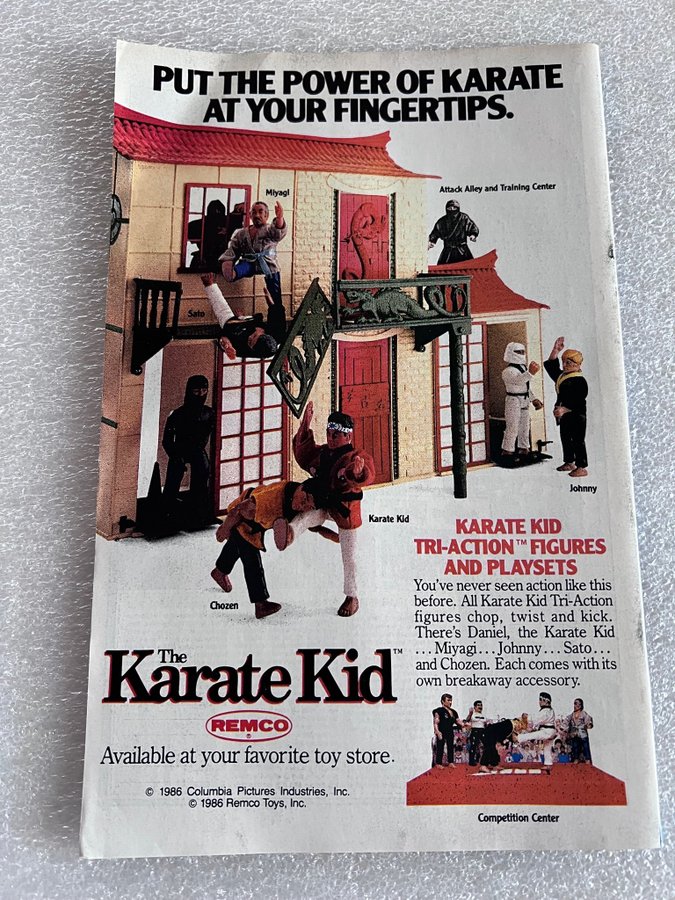 PUT THE POWER OF KARATE
AT YOUR FINGERTIPS.
Miyagi
Attack Alley and Training Center
Sato
Johnny
Karate Kid
Chozen
KARATE KID
TRI-ACTION™ FIGURES
AND PLAYSETS
You've never seen action like this
before. All Karate Kid Tri-Action
figures chop, twist and kick.
There's Daniel, the Karate Kid
...Miyagi...Johnny...Sato...
and Chozen. Each comes with its
own breakaway accessory.
The
Karate Kid™
REMCO®
Available at your favorite toy store.
© 1986 Columbia Pictures Industries, Inc.
© 1986 Remco Toys, Inc.
Competition Center